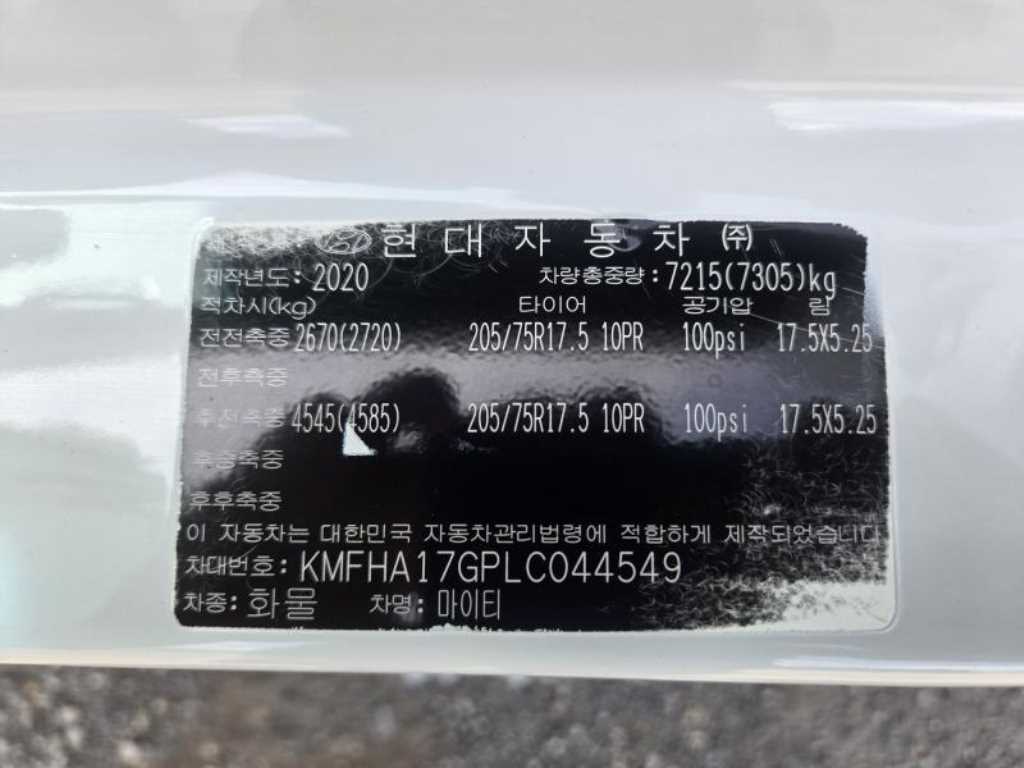 현대자동차 ㈜
제작년도: 2020 차량총중량: 7215(7305)kg
적차시(kg) 타이어 공기압 림
전전축중 2670(2720) 205/75R17.5 10PR 100psi 17.5X5.25
전후축중
후전축중 4545(4585) 205/75R17.5 10PR 100psi 17.5X5.25
후중축중
후후축중
이 자동차는 대한민국 자동차관리법령에 적합하게 제작되었습니다
차대번호: KMFHA17GPLC044549
차종: 화물 차명: 마이티